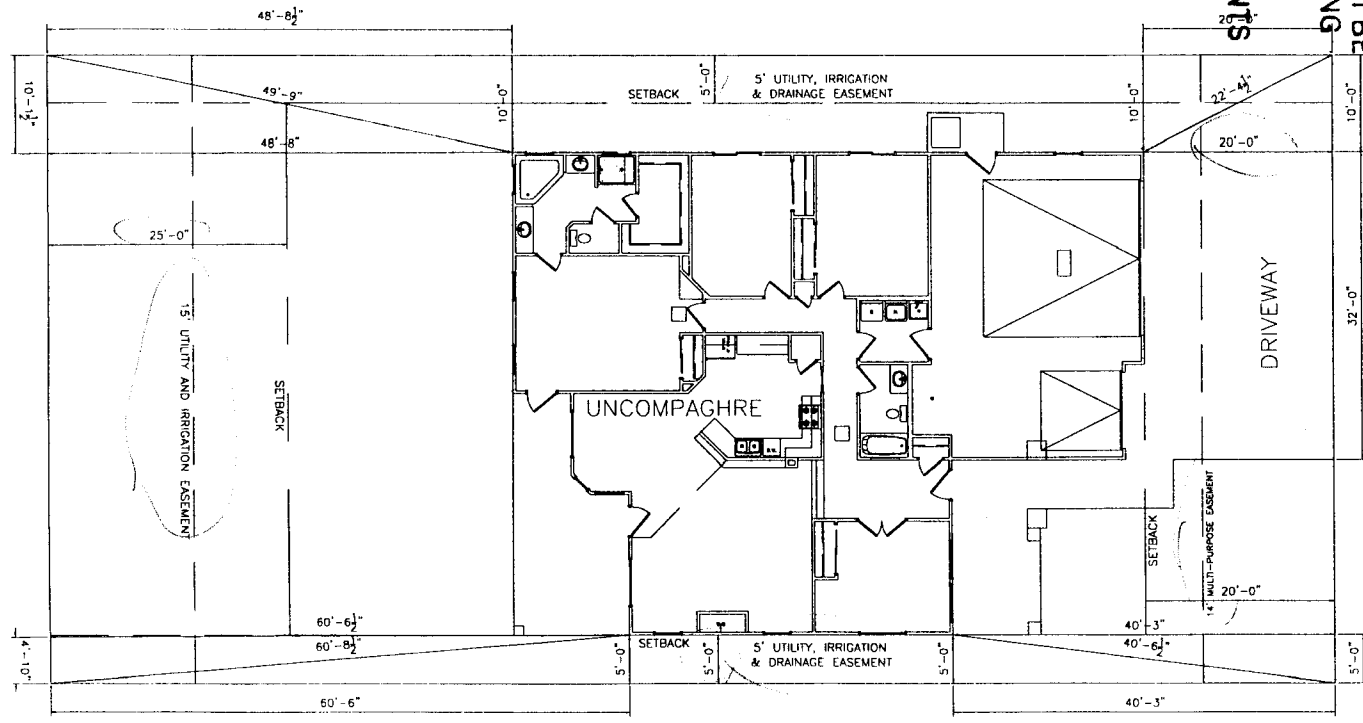 48'-8½"
20'-0"
NG
NTS
5'-0"
5' UTILITY, IRRIGATION
& DRAINAGE EASEMENT
SETBACK
10'-1½"
49'-9"
10'-0"
10'-0"
22'-4½"
10'-0"
48'-8"
20'-0"
25'-0"
15' UTILITY AND IRRIGATION EASEMENT
SETBACK
DRIVEWAY
32'-0"
UNCOMPAGHRE
SETBACK
14' MULTI-PURPOSE EASEMENT
20'-0"
60'-6½"
40'-3"
4'-10"
60'-8½"
SETBACK
5'-0"
5'-0"
5' UTILITY, IRRIGATION
& DRAINAGE EASEMENT
5'-0"
40'-6½"
5'-0"
60'-6"
40'-3"